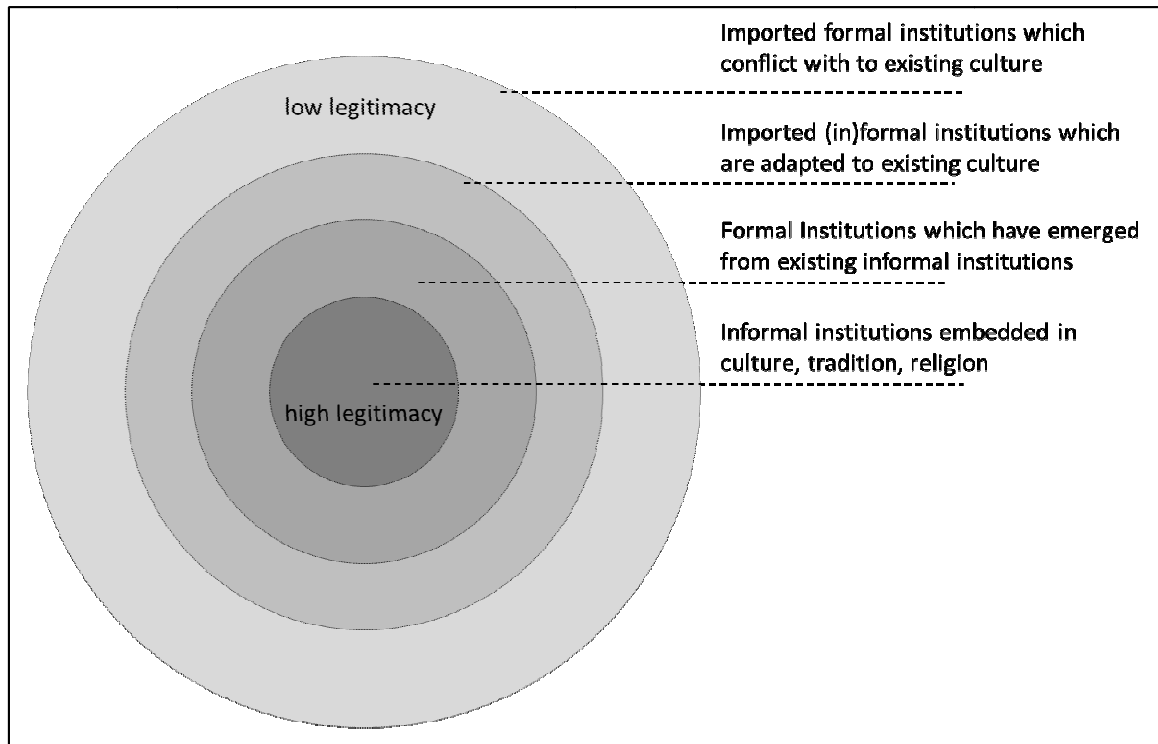 Imported formal institutions which
conflict with to existing culture
low legitimacy
Imported (in)formal institutions which
are adapted to existing culture
Formal Institutions which have emerged
from existing informal institutions
Informal institutions embedded in
culture, tradition, religion
high legitimacy